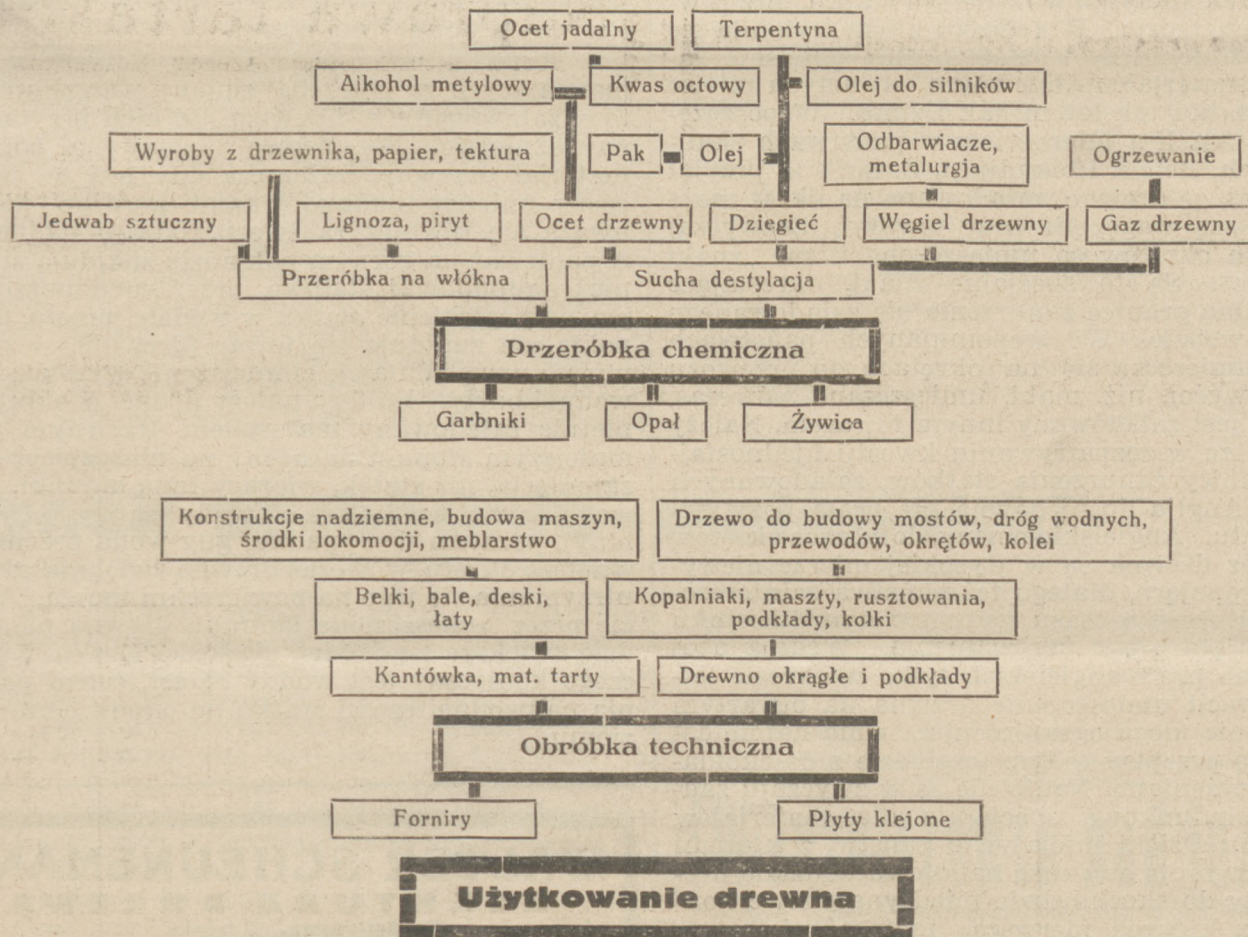 Ocet jadalny
Terpentyna
Aikohol metylowy
Kwas octowy
Olej do silników
Wyroby z drzewnika, papier, tektura
Pak
Olej
Odbarwiacze,
metalurgja
Ogrzewanie
Jedwab sztuczny
Lignoza, piryt
Ocet drzewny
Dziegieć
Węgiel drzewny
Gaz drzewny
Przeróbka na włókna
Sucha destylacja
Przeróbka chemiczna
Garbniki
Opał
Żywica
Konstrukcje nadziemne, budowa maszyn,
środki lokomocji, meblarstwo
Drzewo do budowy mostów, dróg wodnych,
przewodów, okrętów, kolei
Belki, bale, deski,
łaty
Kopalniaki, maszty, rusztowania,
podkłady, kołki
Kantówka, mat. tarty
Drewno okrągłe i podkłady
Obróbka techniczna
Forniry
Płyty klejone
Użytkowanie drewna